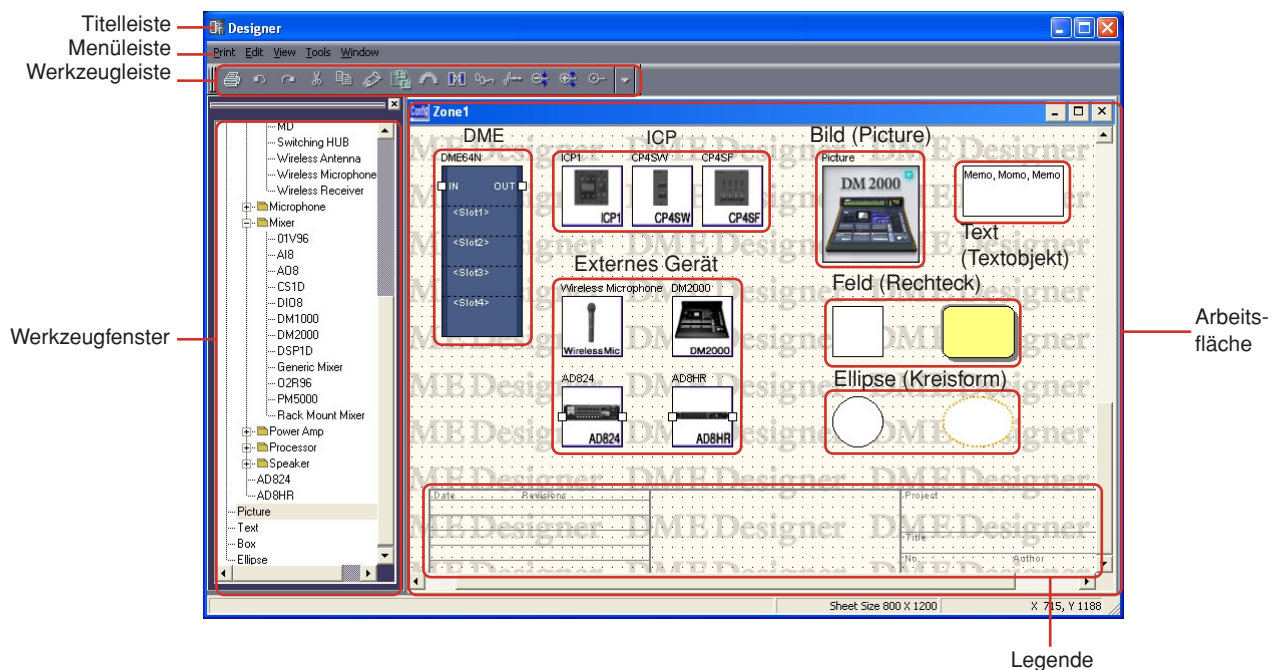 Titelleiste
Menüleiste
Werkzeugleiste
Werkzeugfenster
Designer
Print Edit View Tools Window
MD
Switching HUB
Wireless Antenna
Wireless Microphone
Wireless Receiver
Microphone
Mixer
01V96
AI8
AO8
CS1D
DIO8
DM1000
DM2000
DSP1D
Generic Mixer
02R96
PM5000
Rack Mount Mixer
Power Amp
Processor
Speaker
AD824
AD8HR
Picture
Text
Box
Ellipse
Config Zone1
DME
DME64N
IN OUT
<Slot1>
<Slot2>
<Slot3>
<Slot4>
ICP
ICP1 CP4SW CP4SF
ICP1 CP4SW CP4SF
Bild (Picture)
Picture
DM 2000
Memo, Momo, Memo
Text
(Textobjekt)
Externes Gerät
Wireless Microphone DM2000
WirelessMic DM2000
AD824 AD8HR
AD824 AD8HR
Feld (Rechteck)
Ellipse (Kreisform)
DME Designer
Date Revisions
Project
Title
No. Author
Sheet Size 800 X 1200
X 715, Y 1188
Arbeits-
fläche
Legende